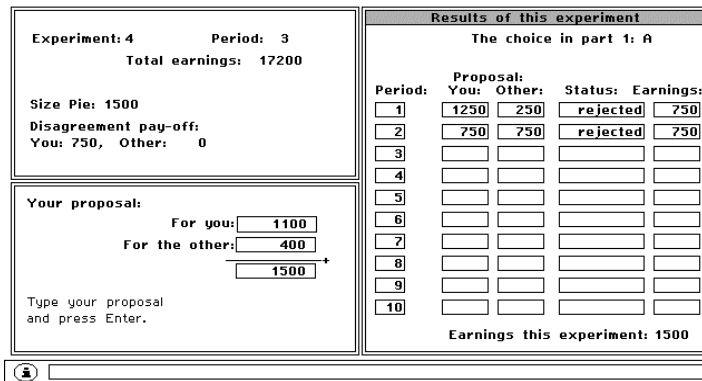 Experiment: 4 Period: 3
Total earnings: 17200
Size Pie: 1500
Disagreement pay-off:
You: 750, Other: 0
Your proposal:
For you: 1100
For the other: 400
+
1500
Type your proposal
and press Enter.
Results of this experiment
The choice in part 1: A
Proposal:
Period: You: Other: Status: Earnings:
1 1250 250 rejected 750
2 750 750 rejected 750
3
4
5
6
7
8
9
10
Earnings this experiment: 1500
i